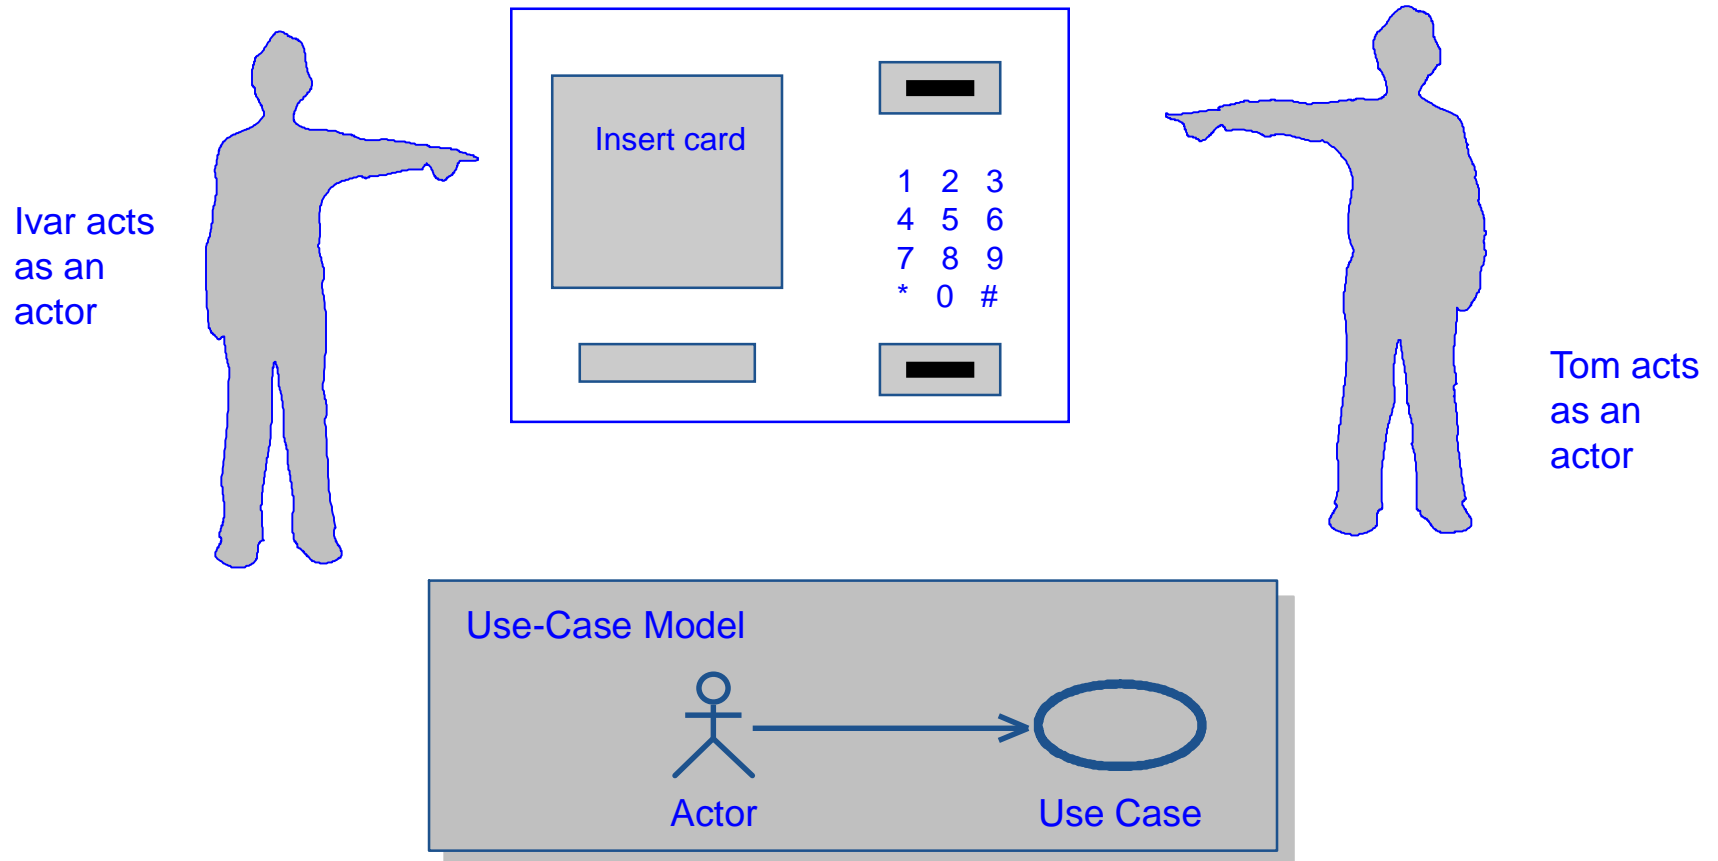 Ivar acts
as an
actor
Insert card
1 2 3
4 5 6
7 8 9
* 0 #
Tom acts
as an
actor
Use-Case Model
Actor
Use Case